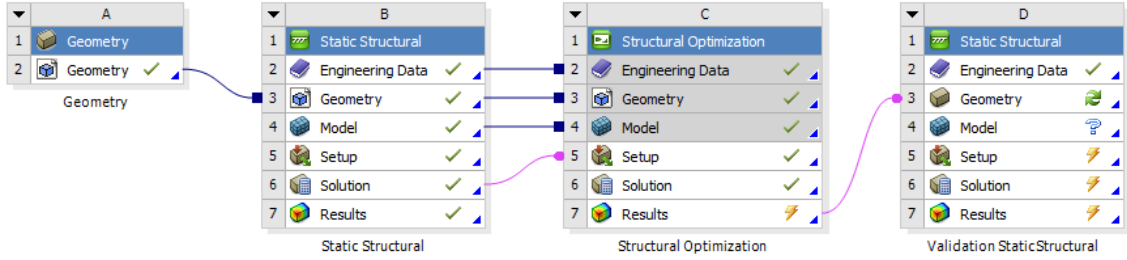 A
1 Geometry
2 Geometry
Geometry
B
1 Static Structural
2 Engineering Data
3 Geometry
4 Model
5 Setup
6 Solution
7 Results
Static Structural
C
1 Structural Optimization
2 Engineering Data
3 Geometry
4 Model
5 Setup
6 Solution
7 Results
Structural Optimization
D
1 Static Structural
2 Engineering Data
3 Geometry
4 Model
5 Setup
6 Solution
7 Results
Validation StaticStructural